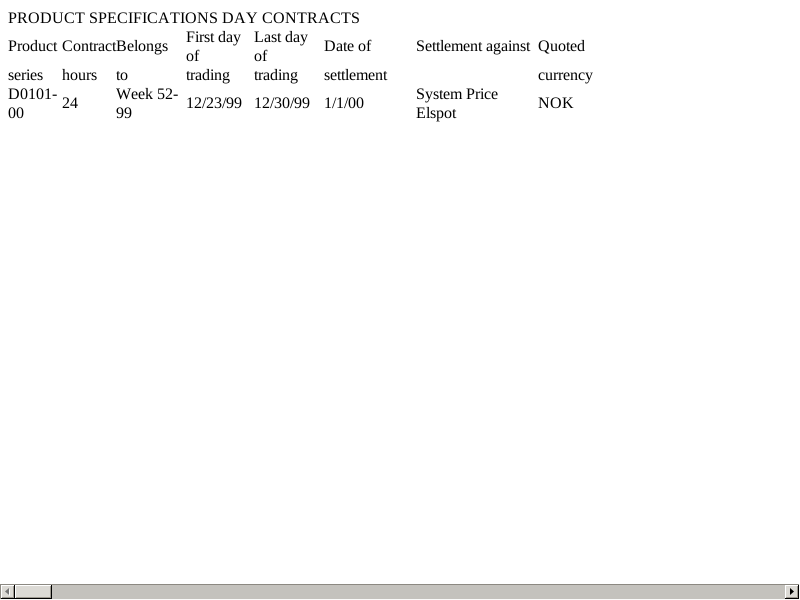 PRODUCT SPECIFICATIONS DAY CONTRACTS
Product Contract Belongs First day of Last day of Date of Settlement against Quoted
series hours to trading trading settlement currency
D0101-00 24 Week 52-99 12/23/99 12/30/99 1/1/00 System Price Elspot NOK